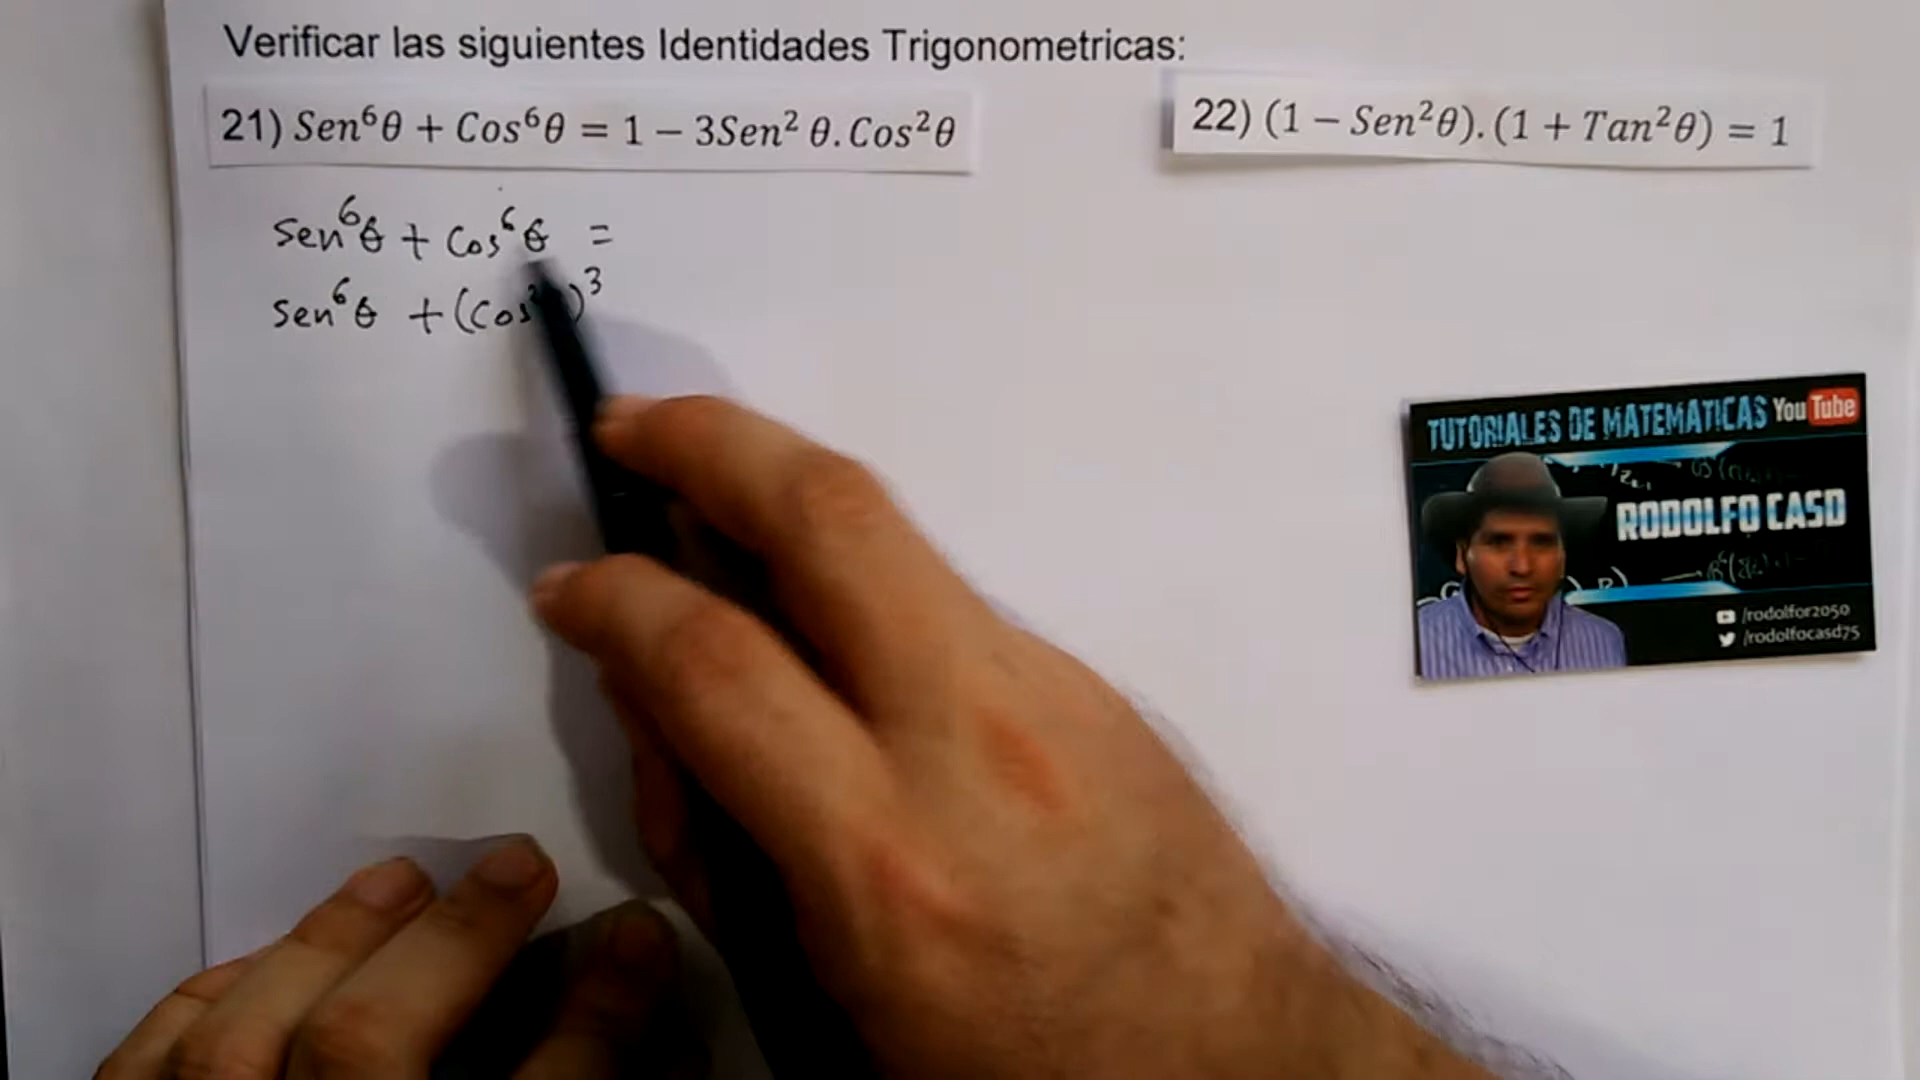 Verificar las siguientes Identidades Trigonometricas:
21) Sen⁶θ + Cos⁶θ = 1 − 3Sen² θ. Cos²θ
22) (1 − Sen²θ). (1 + Tan²θ) = 1
Sen⁶θ + Cos⁶θ =
Sen⁶θ + (Cos )³
TUTORIALES DE MATEMATICAS YouTube
RODOLFO CASD
/rodolfor2050
/rodolfocasd75